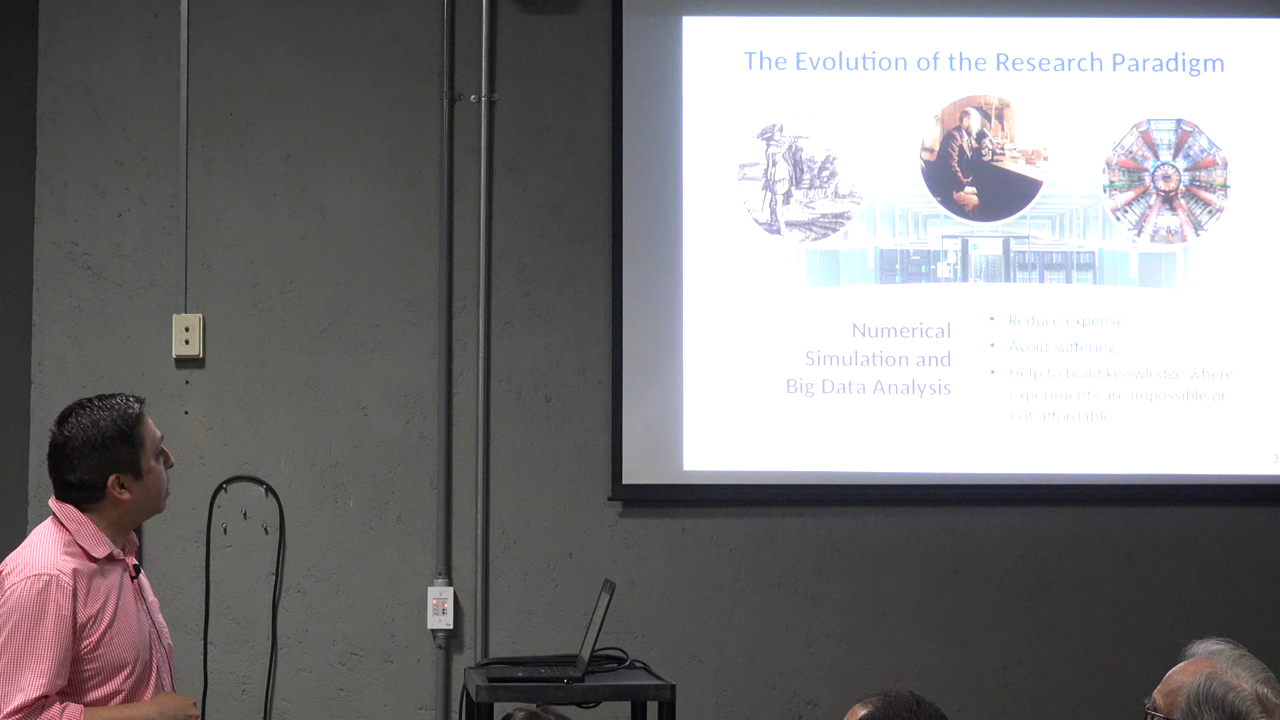 The Evolution of the Research Paradigm
Numerical
Simulation and
Big Data Analysis
• Reduce expense
• Avoid suffering
• Help to build knowledge where
experiments are impossible or
not affordable
3